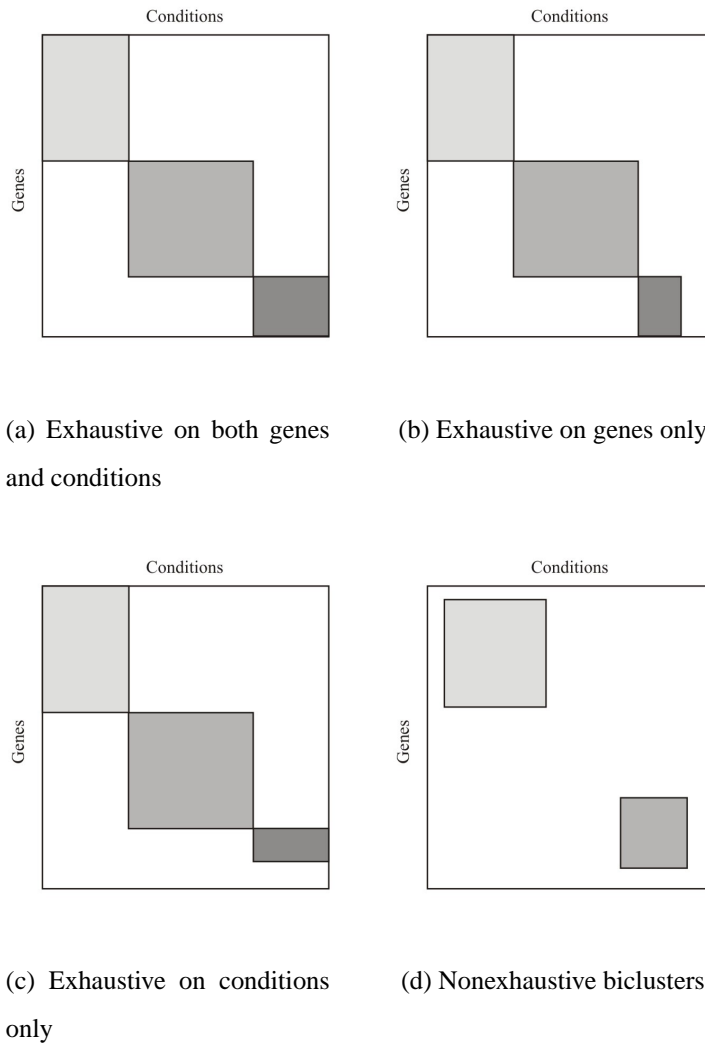 Conditions
Genes
(a) Exhaustive on both genes
and conditions
Conditions
Genes
(b) Exhaustive on genes only
Conditions
Genes
(c) Exhaustive on conditions
only
Conditions
Genes
(d) Nonexhaustive biclusters